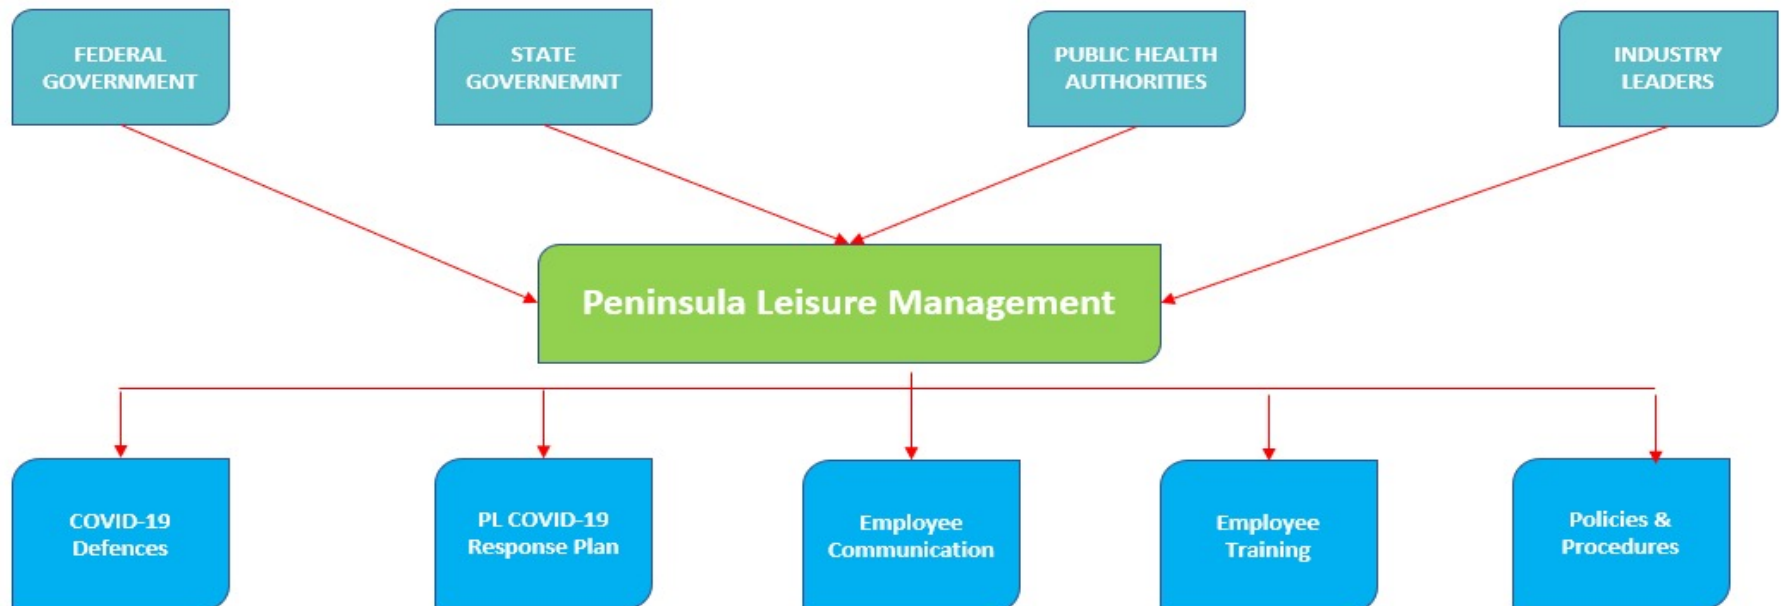 FEDERAL
GOVERNMENT
STATE
GOVERNEMNT
PUBLIC HEALTH
AUTHORITIES
INDUSTRY
LEADERS
Peninsula Leisure Management
COVID-19
Defences
PL COVID-19
Response Plan
Employee
Communication
Employee
Training
Policies &
Procedures